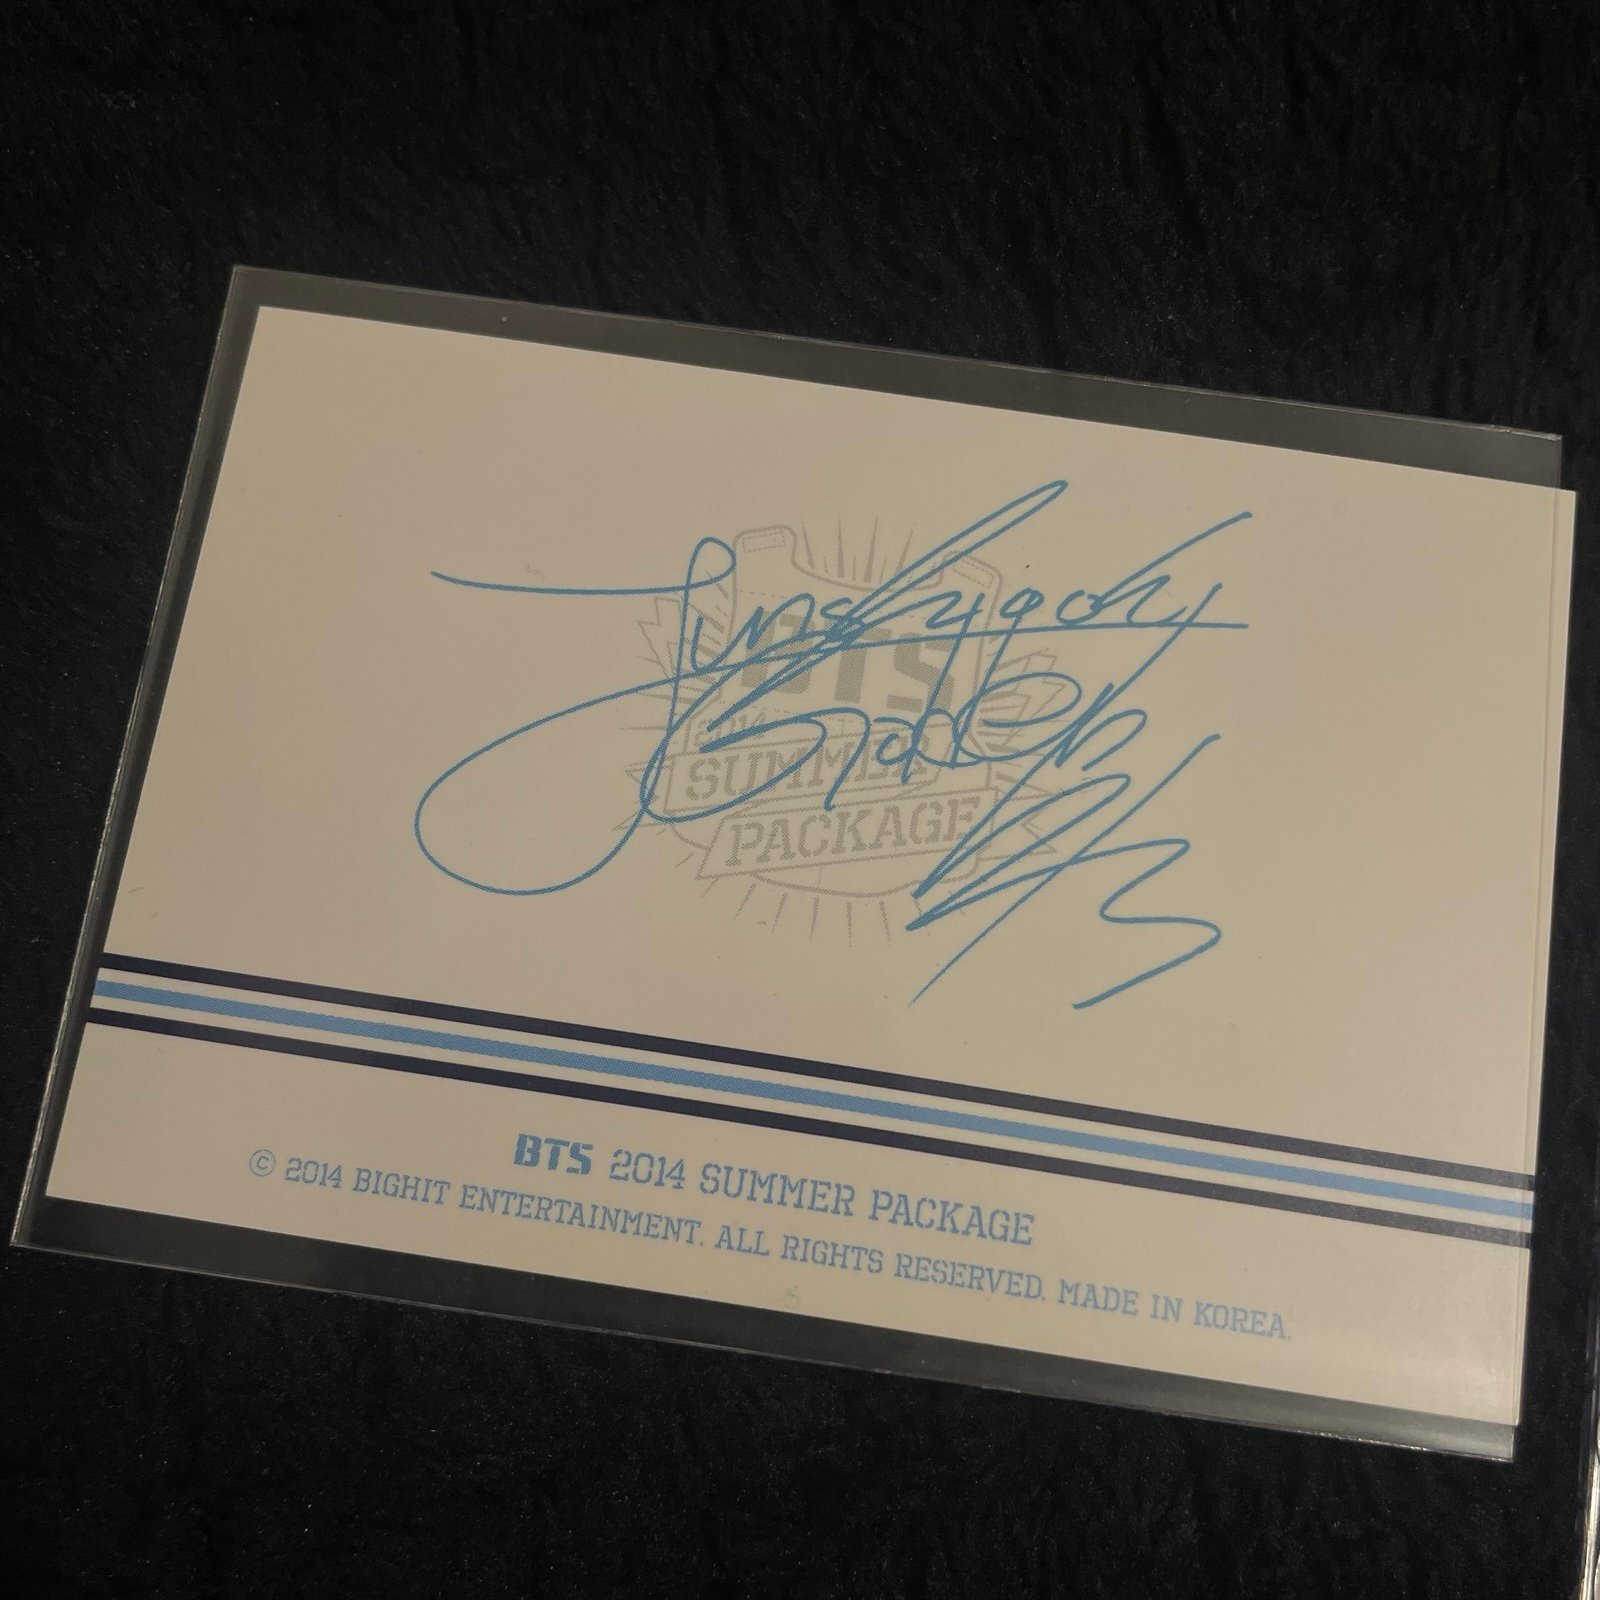 BTS
2014
SUMMER
PACKAGE
BTS 2014 SUMMER PACKAGE
© 2014 BIGHIT ENTERTAINMENT. ALL RIGHTS RESERVED. MADE IN KOREA.